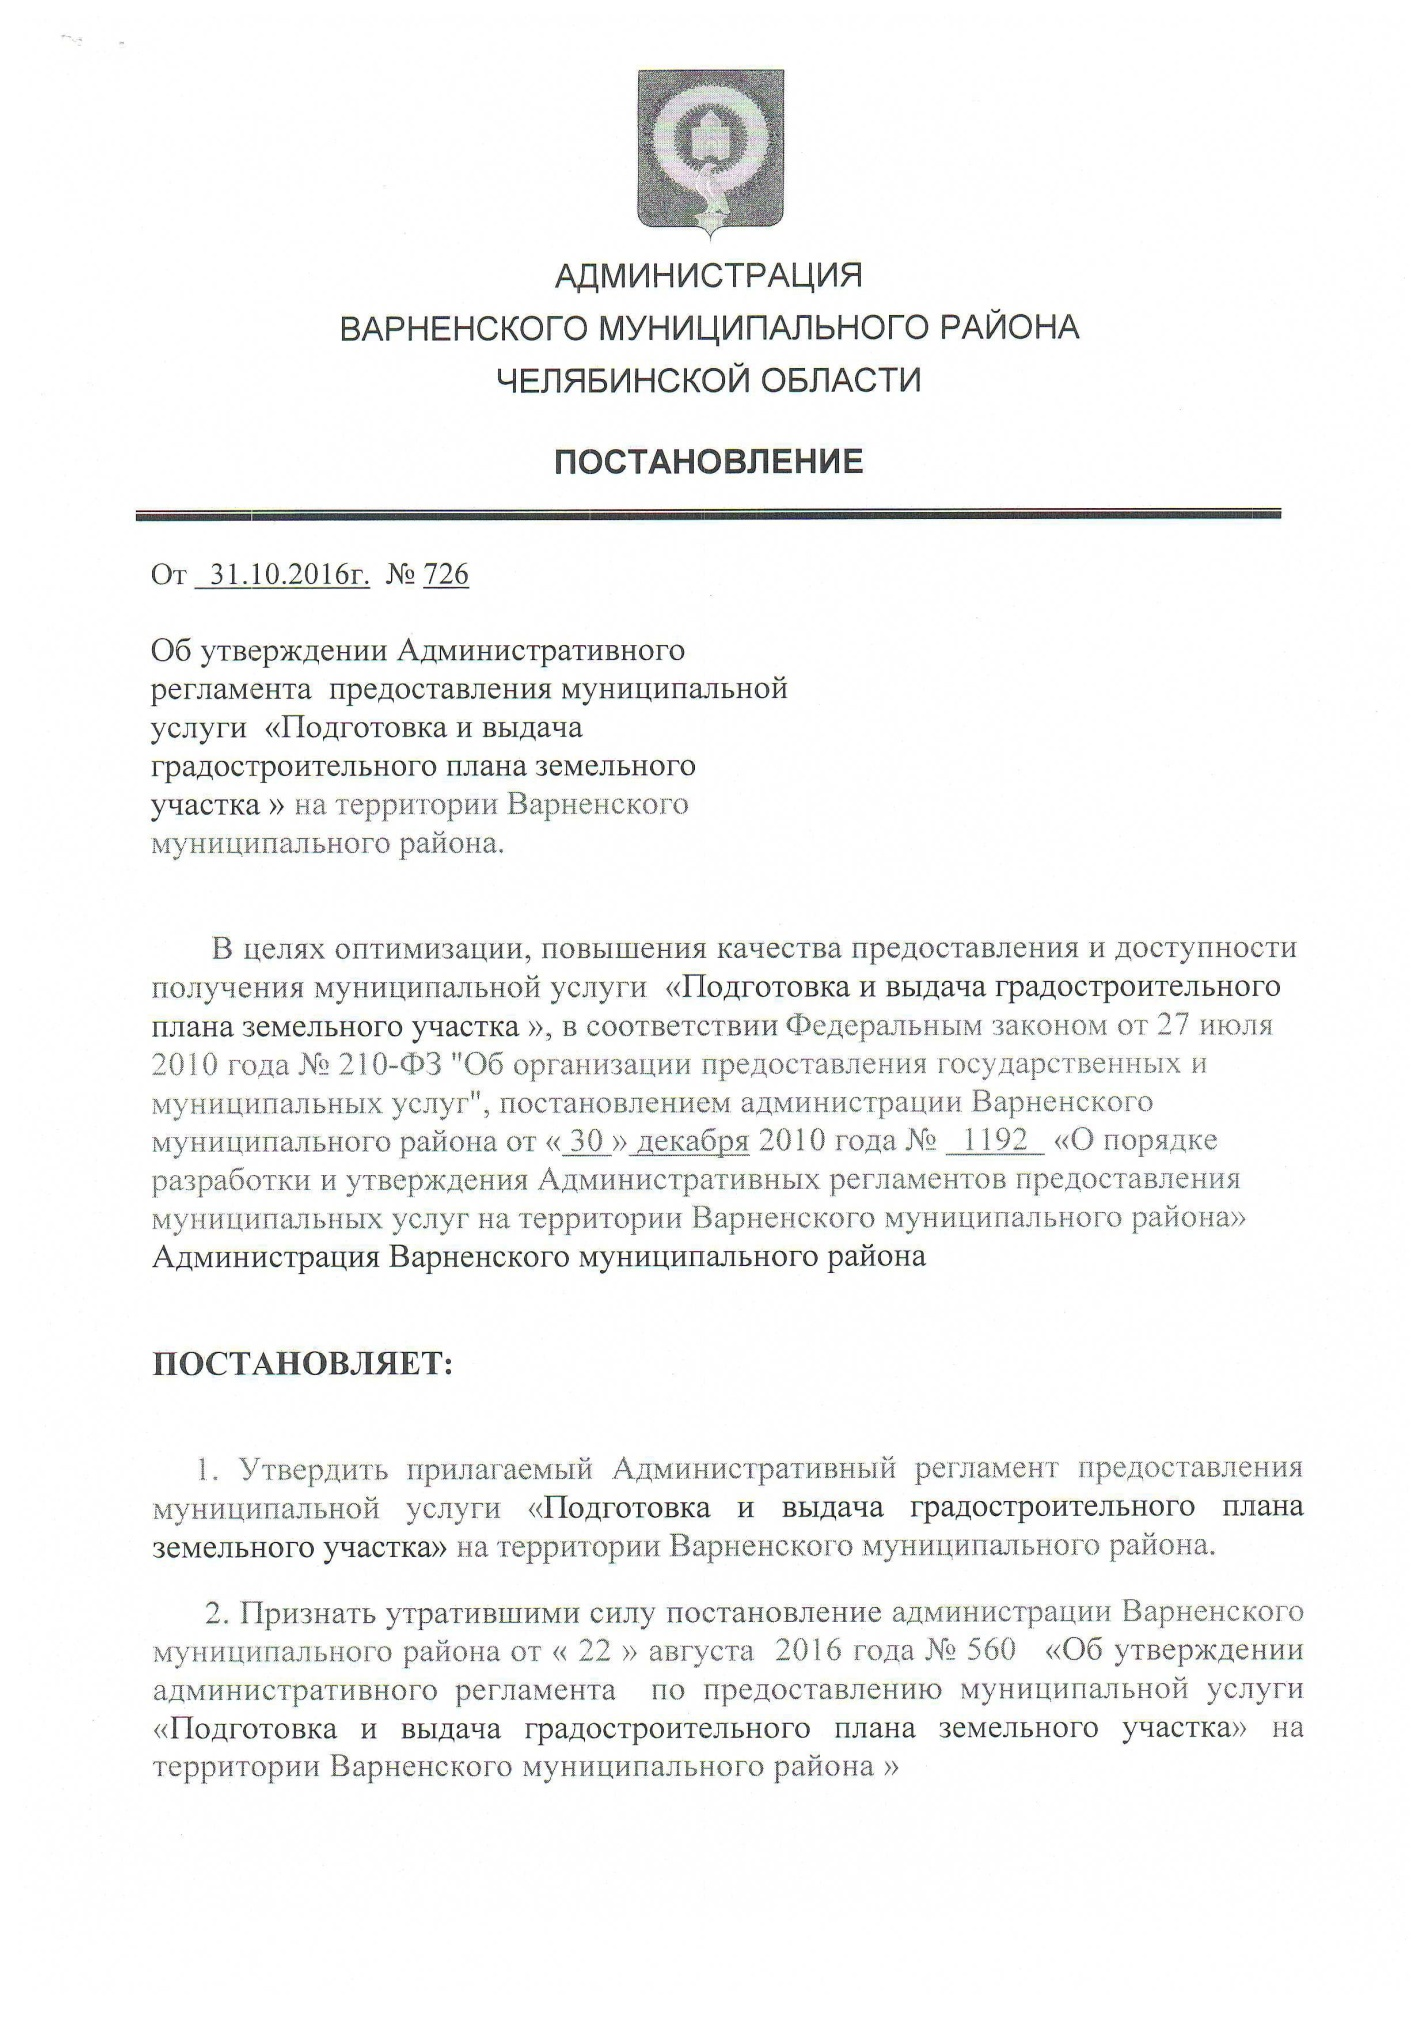 АДМИНИСТРАЦИЯ
ВАРНЕНСКОГО МУНИЦИПАЛЬНОГО РАЙОНА
ЧЕЛЯБИНСКОЙ ОБЛАСТИ
ПОСТАНОВЛЕНИЕ
От 31.10.2016г. № 726
Об утверждении Административного
регламента предоставления муниципальной
услуги «Подготовка и выдача
градостроительного плана земельного
участка » на территории Варненского
муниципального района.
В целях оптимизации, повышения качества предоставления и доступности
получения муниципальной услуги «Подготовка и выдача градостроительного
плана земельного участка », в соответствии Федеральным законом от 27 июля
2010 года № 210-ФЗ "Об организации предоставления государственных и
муниципальных услуг", постановлением администрации Варненского
муниципального района от « 30 » декабря 2010 года № 1192 «О порядке
разработки и утверждения Административных регламентов предоставления
муниципальных услуг на территории Варненского муниципального района»
Администрация Варненского муниципального района
ПОСТАНОВЛЯЕТ:
1. Утвердить прилагаемый Административный регламент предоставления
муниципальной услуги «Подготовка и выдача градостроительного плана
земельного участка» на территории Варненского муниципального района.
2. Признать утратившими силу постановление администрации Варненского
муниципального района от « 22 » августа 2016 года № 560 «Об утверждении
административного регламента по предоставлению муниципальной услуги
«Подготовка и выдача градостроительного плана земельного участка» на
территории Варненского муниципального района »